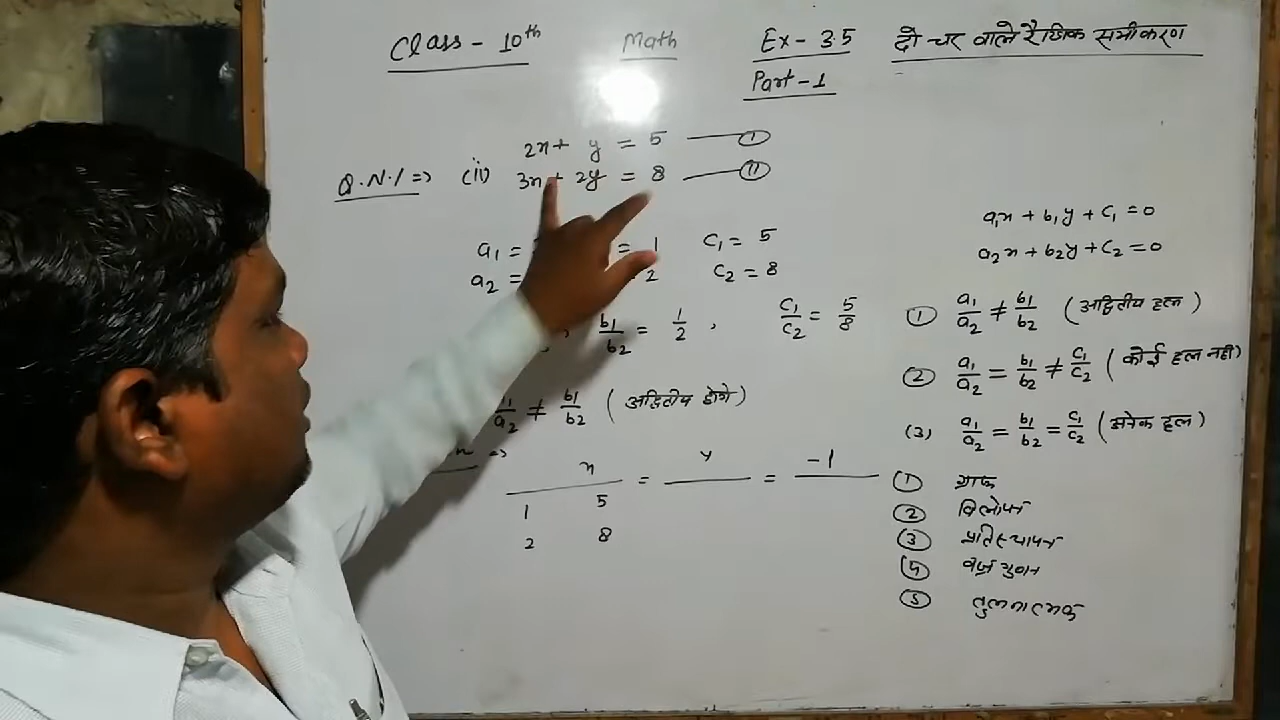 Class - 10th Math Ex - 3.5 दो चर वाले रैखिक समीकरण
Part - 1
2x + y = 5 —— ①
Q.N.1 => (ii) 3x + 2y = 8 —— ⑪
a1x + b1y + c1 = 0
a2x + b2y + c2 = 0
a1 = = 1 c1 = 5
a2 = 2 c2 = 8
, b1/b2 = 1/2 , c1/c2 = 5/8
① a1/a2 ≠ b1/b2 (अद्वितीय हल)
② a1/a2 = b1/b2 ≠ c1/c2 (कोई हल नहीं)
a1/a2 ≠ b1/b2 (अद्वितीय होंगे)
(3) a1/a2 = b1/b2 = c1/c2 (अनेक हल)
=>
x = y = -1
1 5
2 8
① ग्राफ
② विलोपन
③ प्रतिस्थापन
④ वज्र गुणन
⑤ तुलनात्मक